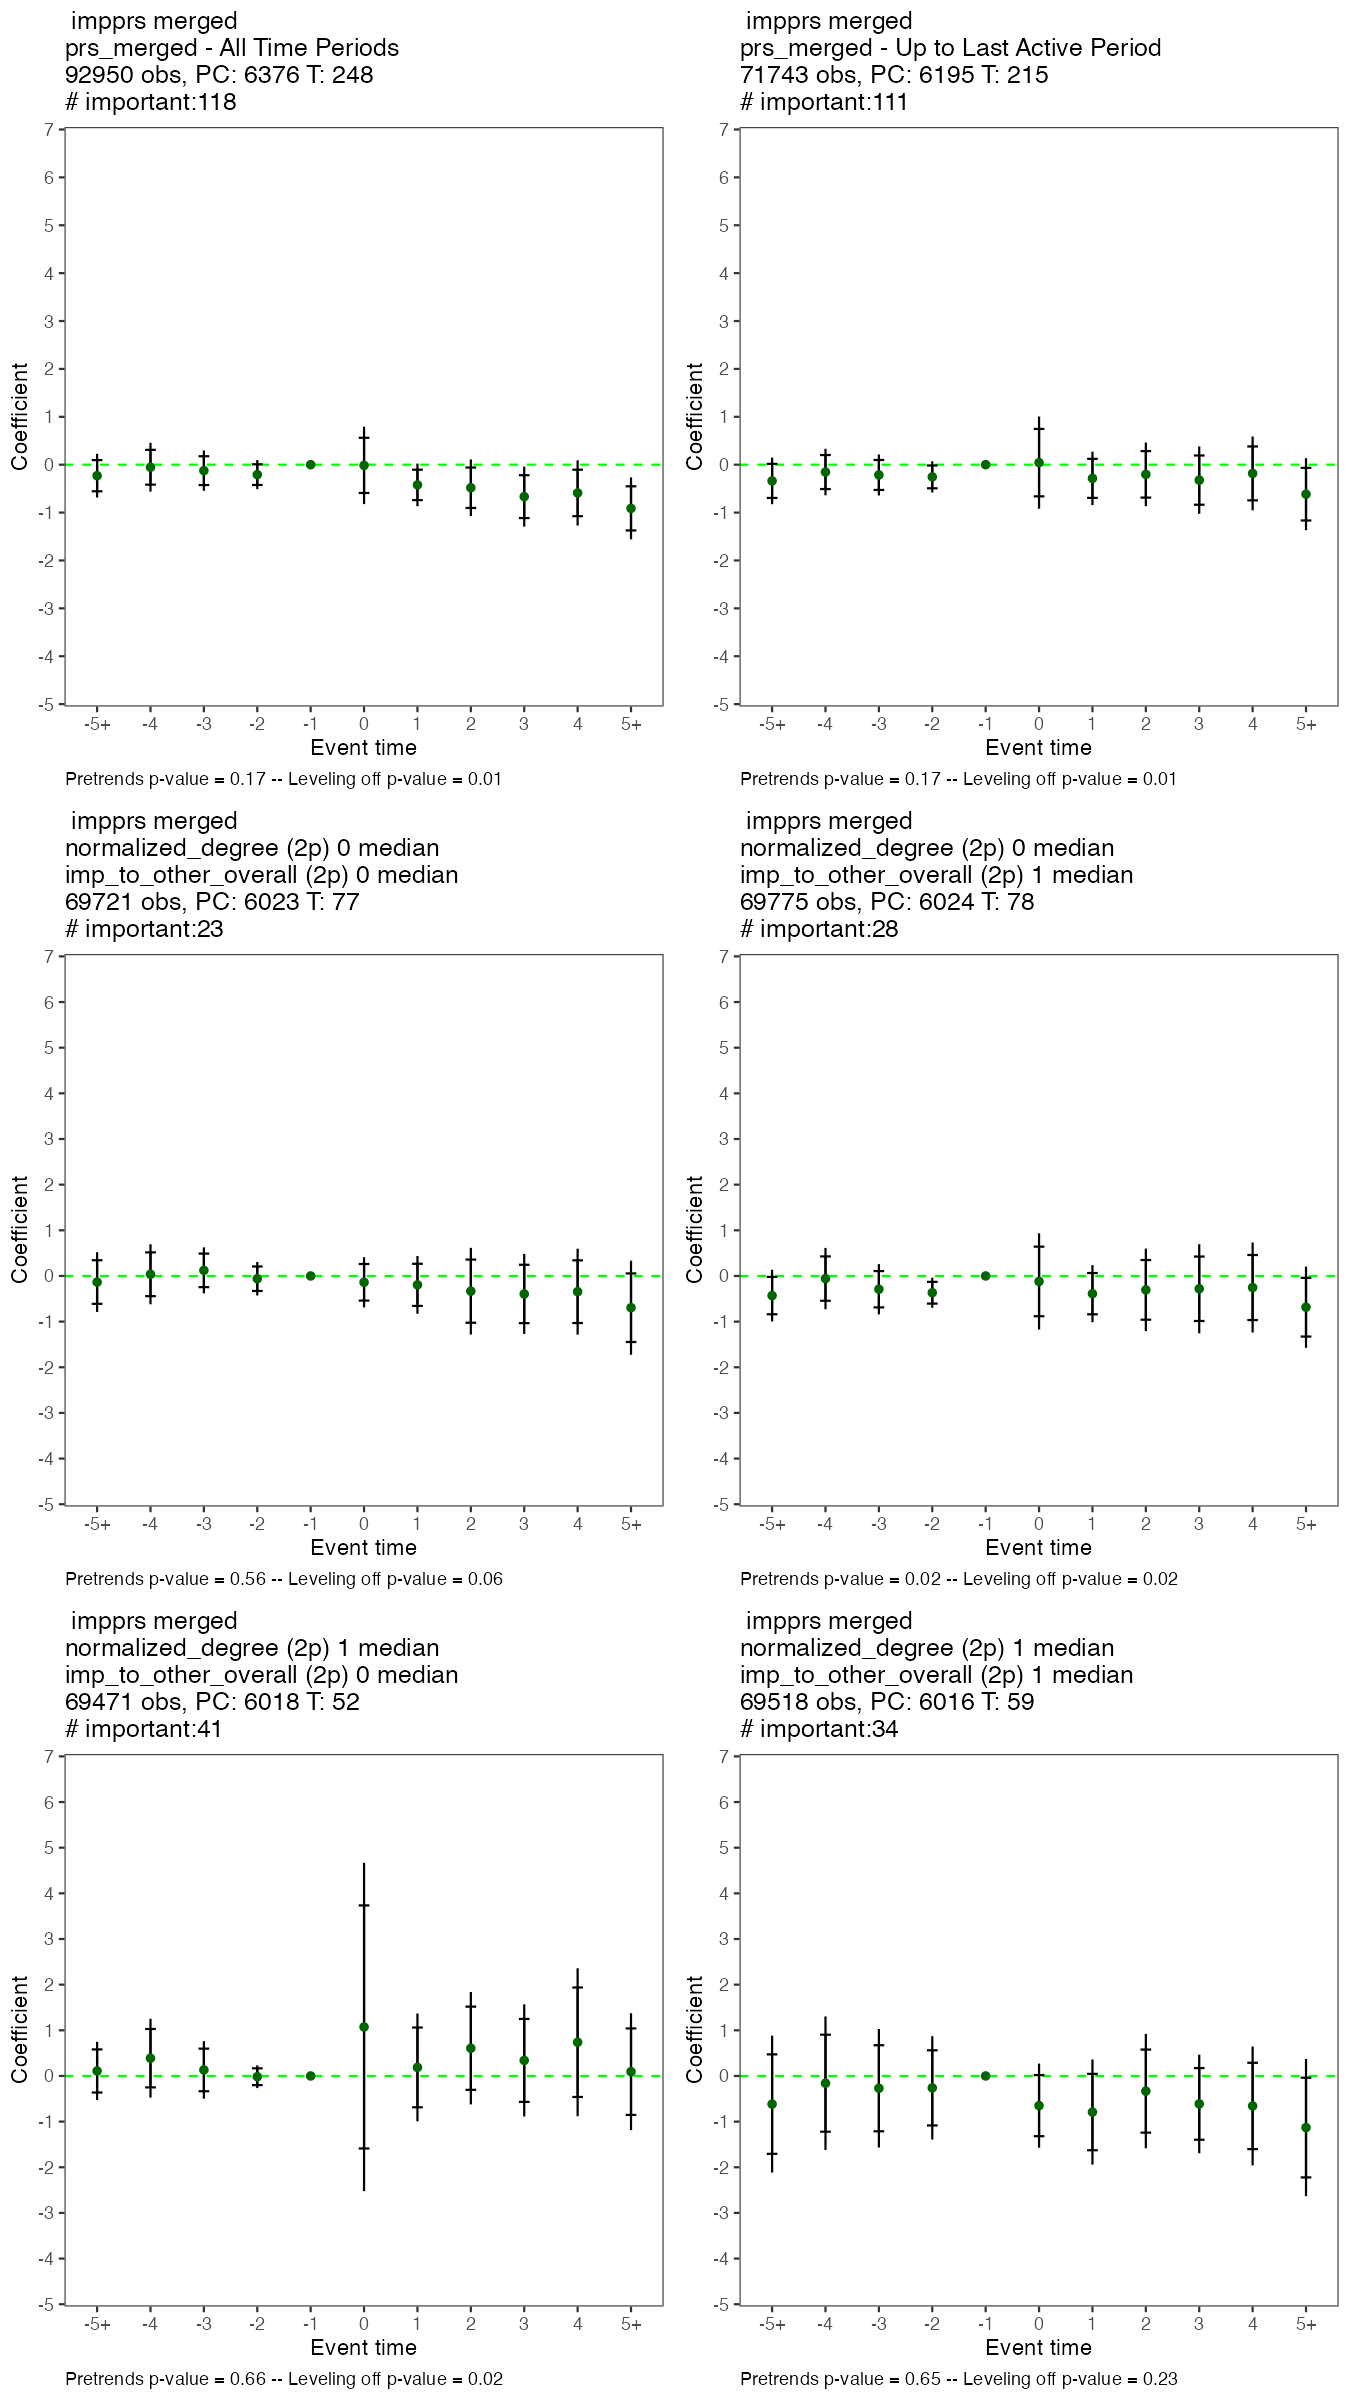 impprs merged
prs_merged - All Time Periods
92950 obs, PC: 6376 T: 248
# important:118
7
6
5
4
3
2
1
0
-1
-2
-3
-4
-5
Coefficient
-5+ -4 -3 -2 -1 0 1 2 3 4 5+
Event time
Pretrends p-value = 0.17 -- Leveling off p-value = 0.01
impprs merged
prs_merged - Up to Last Active Period
71743 obs, PC: 6195 T: 215
# important:111
7
6
5
4
3
2
1
0
-1
-2
-3
-4
-5
Coefficient
-5+ -4 -3 -2 -1 0 1 2 3 4 5+
Event time
Pretrends p-value = 0.17 -- Leveling off p-value = 0.01
impprs merged
normalized_degree (2p) 0 median
imp_to_other_overall (2p) 0 median
69721 obs, PC: 6023 T: 77
# important:23
7
6
5
4
3
2
1
0
-1
-2
-3
-4
-5
Coefficient
-5+ -4 -3 -2 -1 0 1 2 3 4 5+
Event time
Pretrends p-value = 0.56 -- Leveling off p-value = 0.06
impprs merged
normalized_degree (2p) 0 median
imp_to_other_overall (2p) 1 median
69775 obs, PC: 6024 T: 78
# important:28
7
6
5
4
3
2
1
0
-1
-2
-3
-4
-5
Coefficient
-5+ -4 -3 -2 -1 0 1 2 3 4 5+
Event time
Pretrends p-value = 0.02 -- Leveling off p-value = 0.02
impprs merged
normalized_degree (2p) 1 median
imp_to_other_overall (2p) 0 median
69471 obs, PC: 6018 T: 52
# important:41
7
6
5
4
3
2
1
0
-1
-2
-3
-4
-5
Coefficient
-5+ -4 -3 -2 -1 0 1 2 3 4 5+
Event time
Pretrends p-value = 0.66 -- Leveling off p-value = 0.02
impprs merged
normalized_degree (2p) 1 median
imp_to_other_overall (2p) 1 median
69518 obs, PC: 6016 T: 59
# important:34
7
6
5
4
3
2
1
0
-1
-2
-3
-4
-5
Coefficient
-5+ -4 -3 -2 -1 0 1 2 3 4 5+
Event time
Pretrends p-value = 0.65 -- Leveling off p-value = 0.23